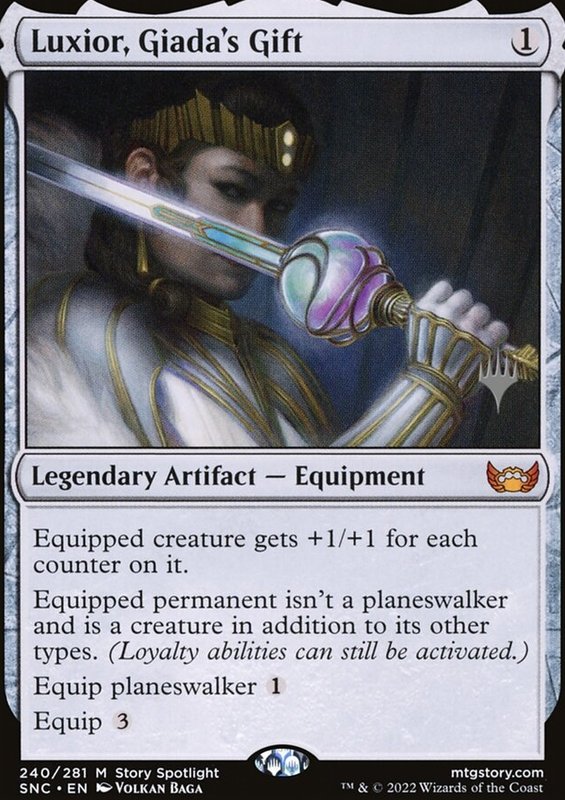 Luxior, Giada's Gift 1
Legendary Artifact — Equipment
Equipped creature gets +1/+1 for each
counter on it.
Equipped permanent isn't a planeswalker
and is a creature in addition to its other
types. (Loyalty abilities can still be activated.)
Equip planeswalker 1
Equip 3
240/281 M Story Spotlight
SNC • EN Volkan Baga
mtgstory.com
™ & © 2022 Wizards of the Coast